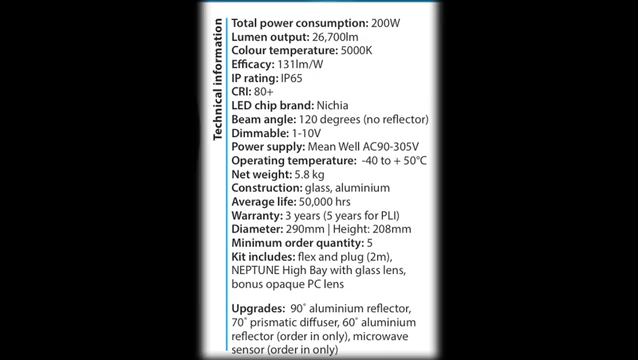 Technical information
Total power consumption: 200W
Lumen output: 26,700lm
Colour temperature: 5000K
Efficacy: 131lm/W
IP rating: IP65
CRI: 80+
LED chip brand: Nichia
Beam angle: 120 degrees (no reflector)
Dimmable: 1-10V
Power supply: Mean Well AC90-305V
Operating temperature:  -40 to + 50°C
Net weight: 5.8 kg
Construction: glass, aluminium
Average life: 50,000 hrs
Warranty: 3 years (5 years for PLI)
Diameter: 290mm | Height: 208mm
Minimum order quantity: 5
Kit includes: flex and plug (2m),
NEPTUNE High Bay with glass lens,
bonus opaque PC lens
Upgrades:  90˚ aluminium reflector,
70˚ prismatic diffuser, 60˚ aluminium
reflector (order in only), microwave
sensor (order in only)